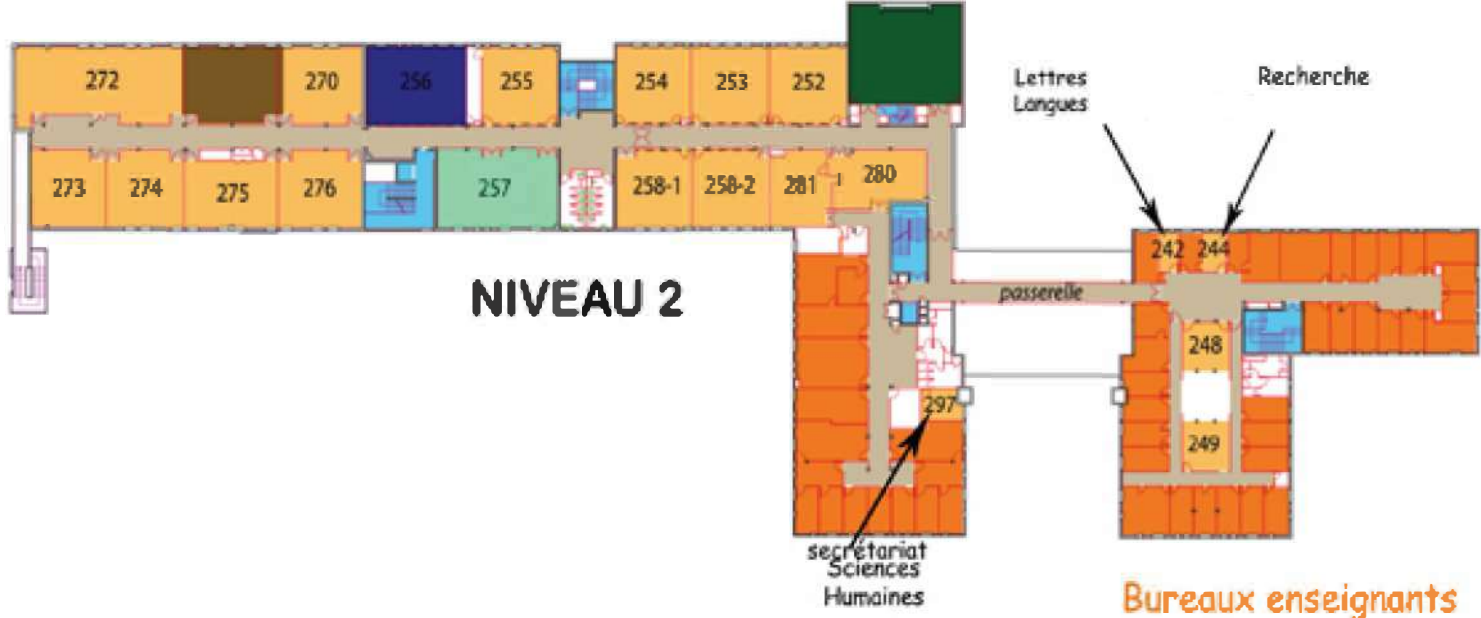 272
270
256
255
254
253
252
Lettres
Langues
Recherche
273
274
275
276
257
258-1
258-2
281
280
242
244
NIVEAU 2
passerelle
248
297
249
secrétariat
Sciences
Humaines
Bureaux enseignants